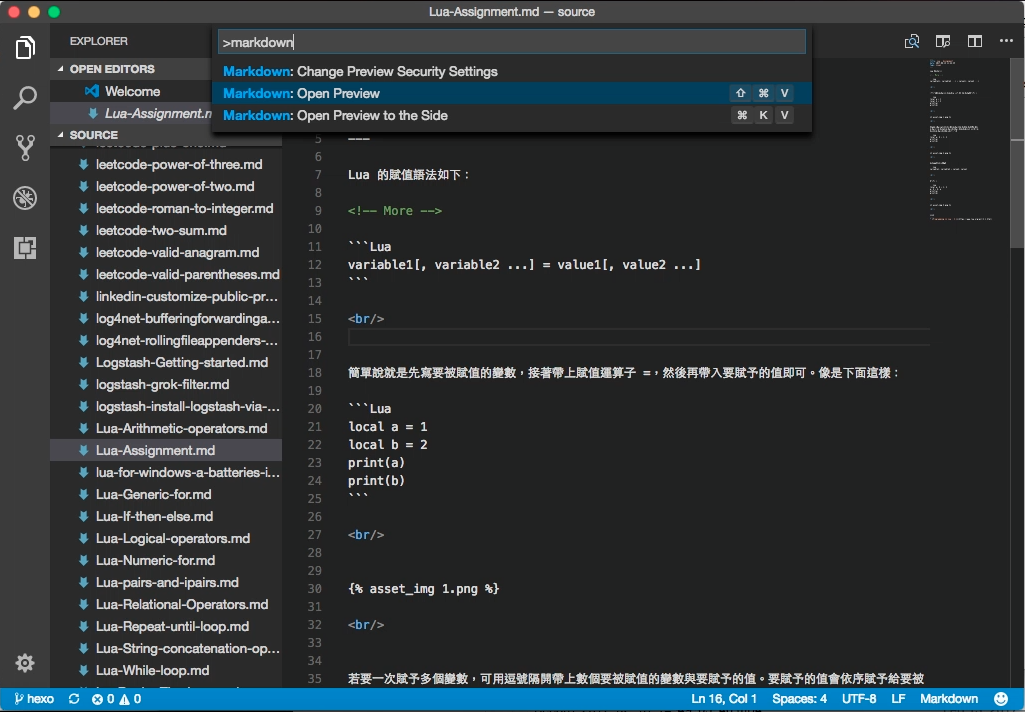 Lua-Assignment.md — source
EXPLORER
OPEN EDITORS
Welcome
Lua-Assignment.m
SOURCE
leetcode-power-of-three.md
leetcode-power-of-two.md
leetcode-roman-to-integer.md
leetcode-two-sum.md
leetcode-valid-anagram.md
leetcode-valid-parentheses.md
linkedin-customize-public-pr...
log4net-bufferingforwardinga...
log4net-rollingfileappenders-...
Logstash-Getting-started.md
logstash-grok-filter.md
logstash-install-logstash-via-...
Lua-Arithmetic-operators.md
Lua-Assignment.md
lua-for-windows-a-batteries-i...
Lua-Generic-for.md
Lua-If-then-else.md
Lua-Logical-operators.md
Lua-Numeric-for.md
Lua-pairs-and-ipairs.md
Lua-Relational-Operators.md
Lua-Repeat-until-loop.md
Lua-String-concatenation-op...
Lua-While-loop.md
>markdown
Markdown: Change Preview Security Settings
Markdown: Open Preview ⇧ ⌘ V
Markdown: Open Preview to the Side ⌘ K V
5 ---
6
7 Lua 的賦值語法如下：
8
9 <!-- More -->
10
11 ```Lua
12 variable1[, variable2 ...] = value1[, value2 ...]
13 ```
14
15 <br/>
16
17
18 簡單說就是先寫要被賦值的變數，接著帶上賦值運算子 =，然後再帶入要賦予的值即可。像是下面這樣：
19
20 ```Lua
21 local a = 1
22 local b = 2
23 print(a)
24 print(b)
25 ```
26
27 <br/>
28
29
30 {% asset_img 1.png %}
31
32 <br/>
33
34
35 若要一次賦予多個變數，可用逗號隔開帶上數個要被賦值的變數與要賦予的值。要賦予的值會依序賦予給要被
hexo 0 0 Ln 16, Col 1 Spaces: 4 UTF-8 LF Markdown